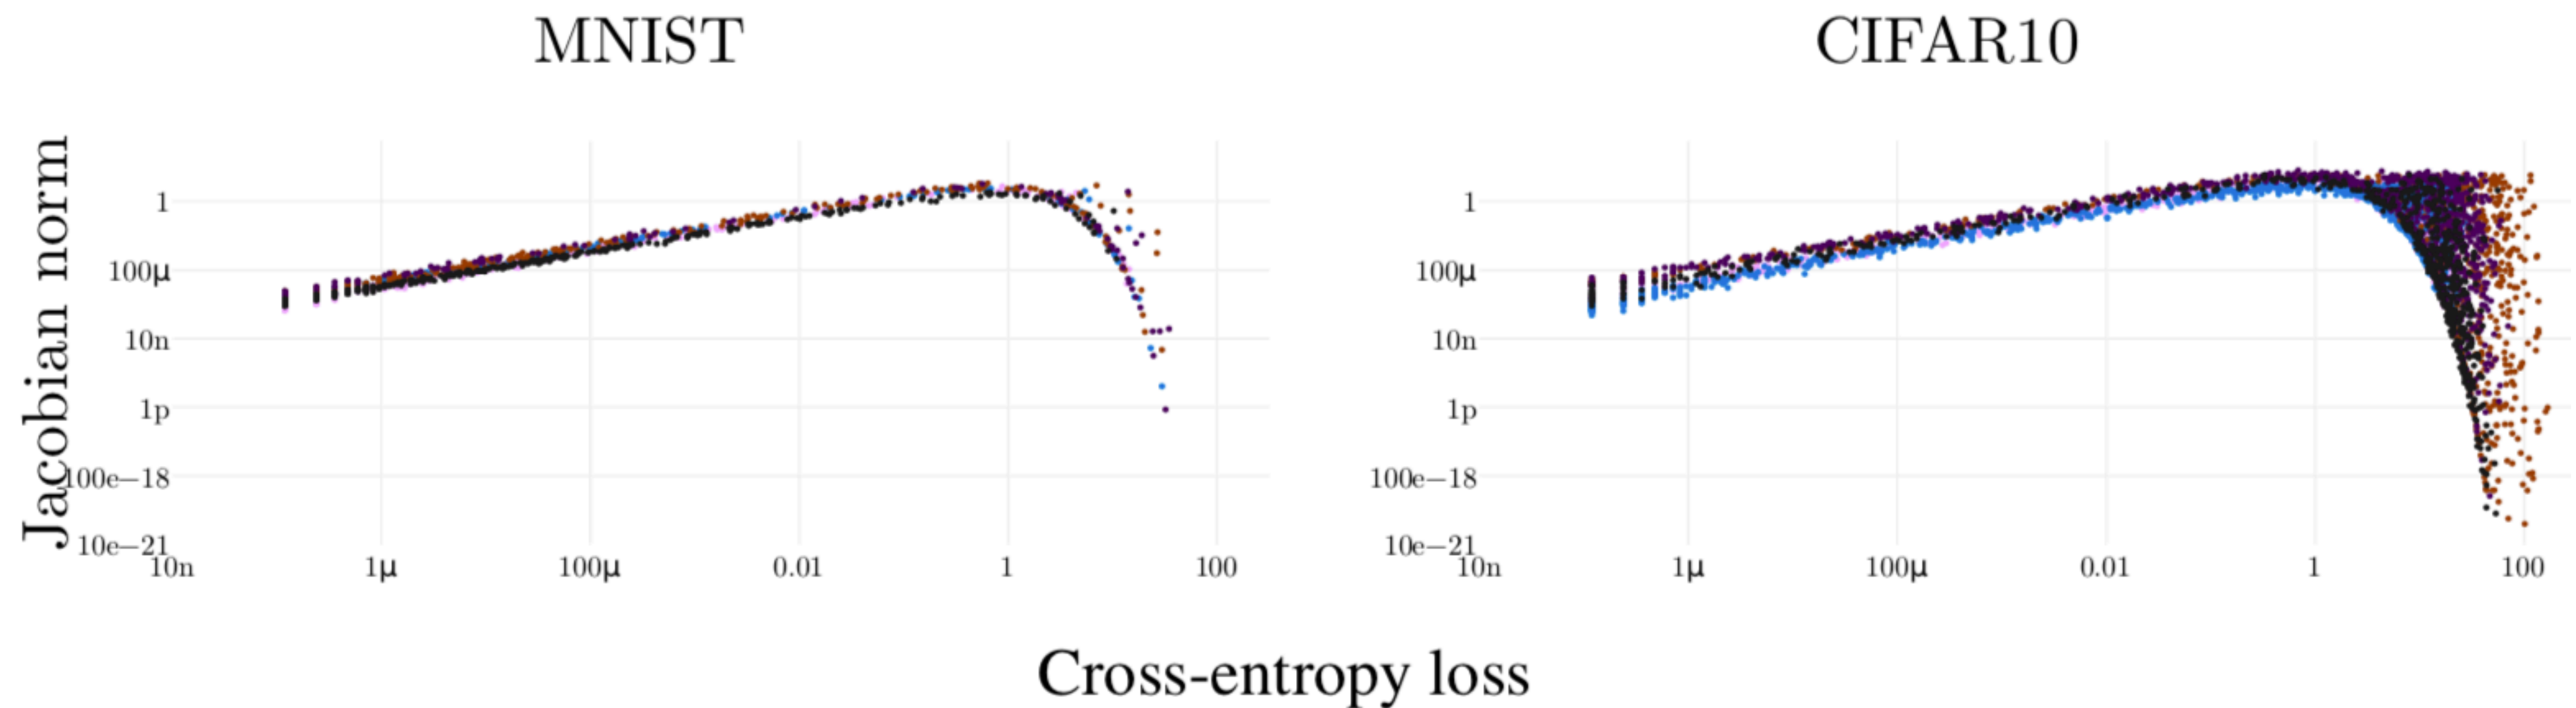 MNIST
CIFAR10
Jacobian norm
1
100μ
10n
1p
100e−18
10e−21
10n
1μ
100μ
0.01
1
100
1
100μ
10n
1p
100e−18
10e−21
10n
1μ
100μ
0.01
1
100
Cross-entropy loss